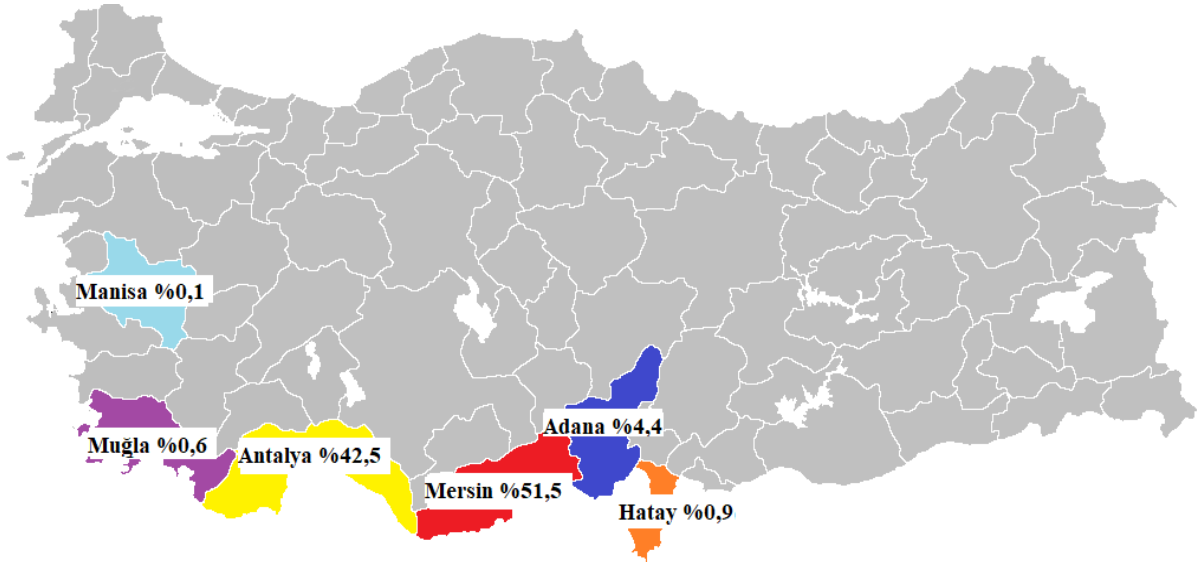 Manisa %0,1
Muğla %0,6
Antalya %42,5
Mersin %51,5
Adana %4,4
Hatay %0,9